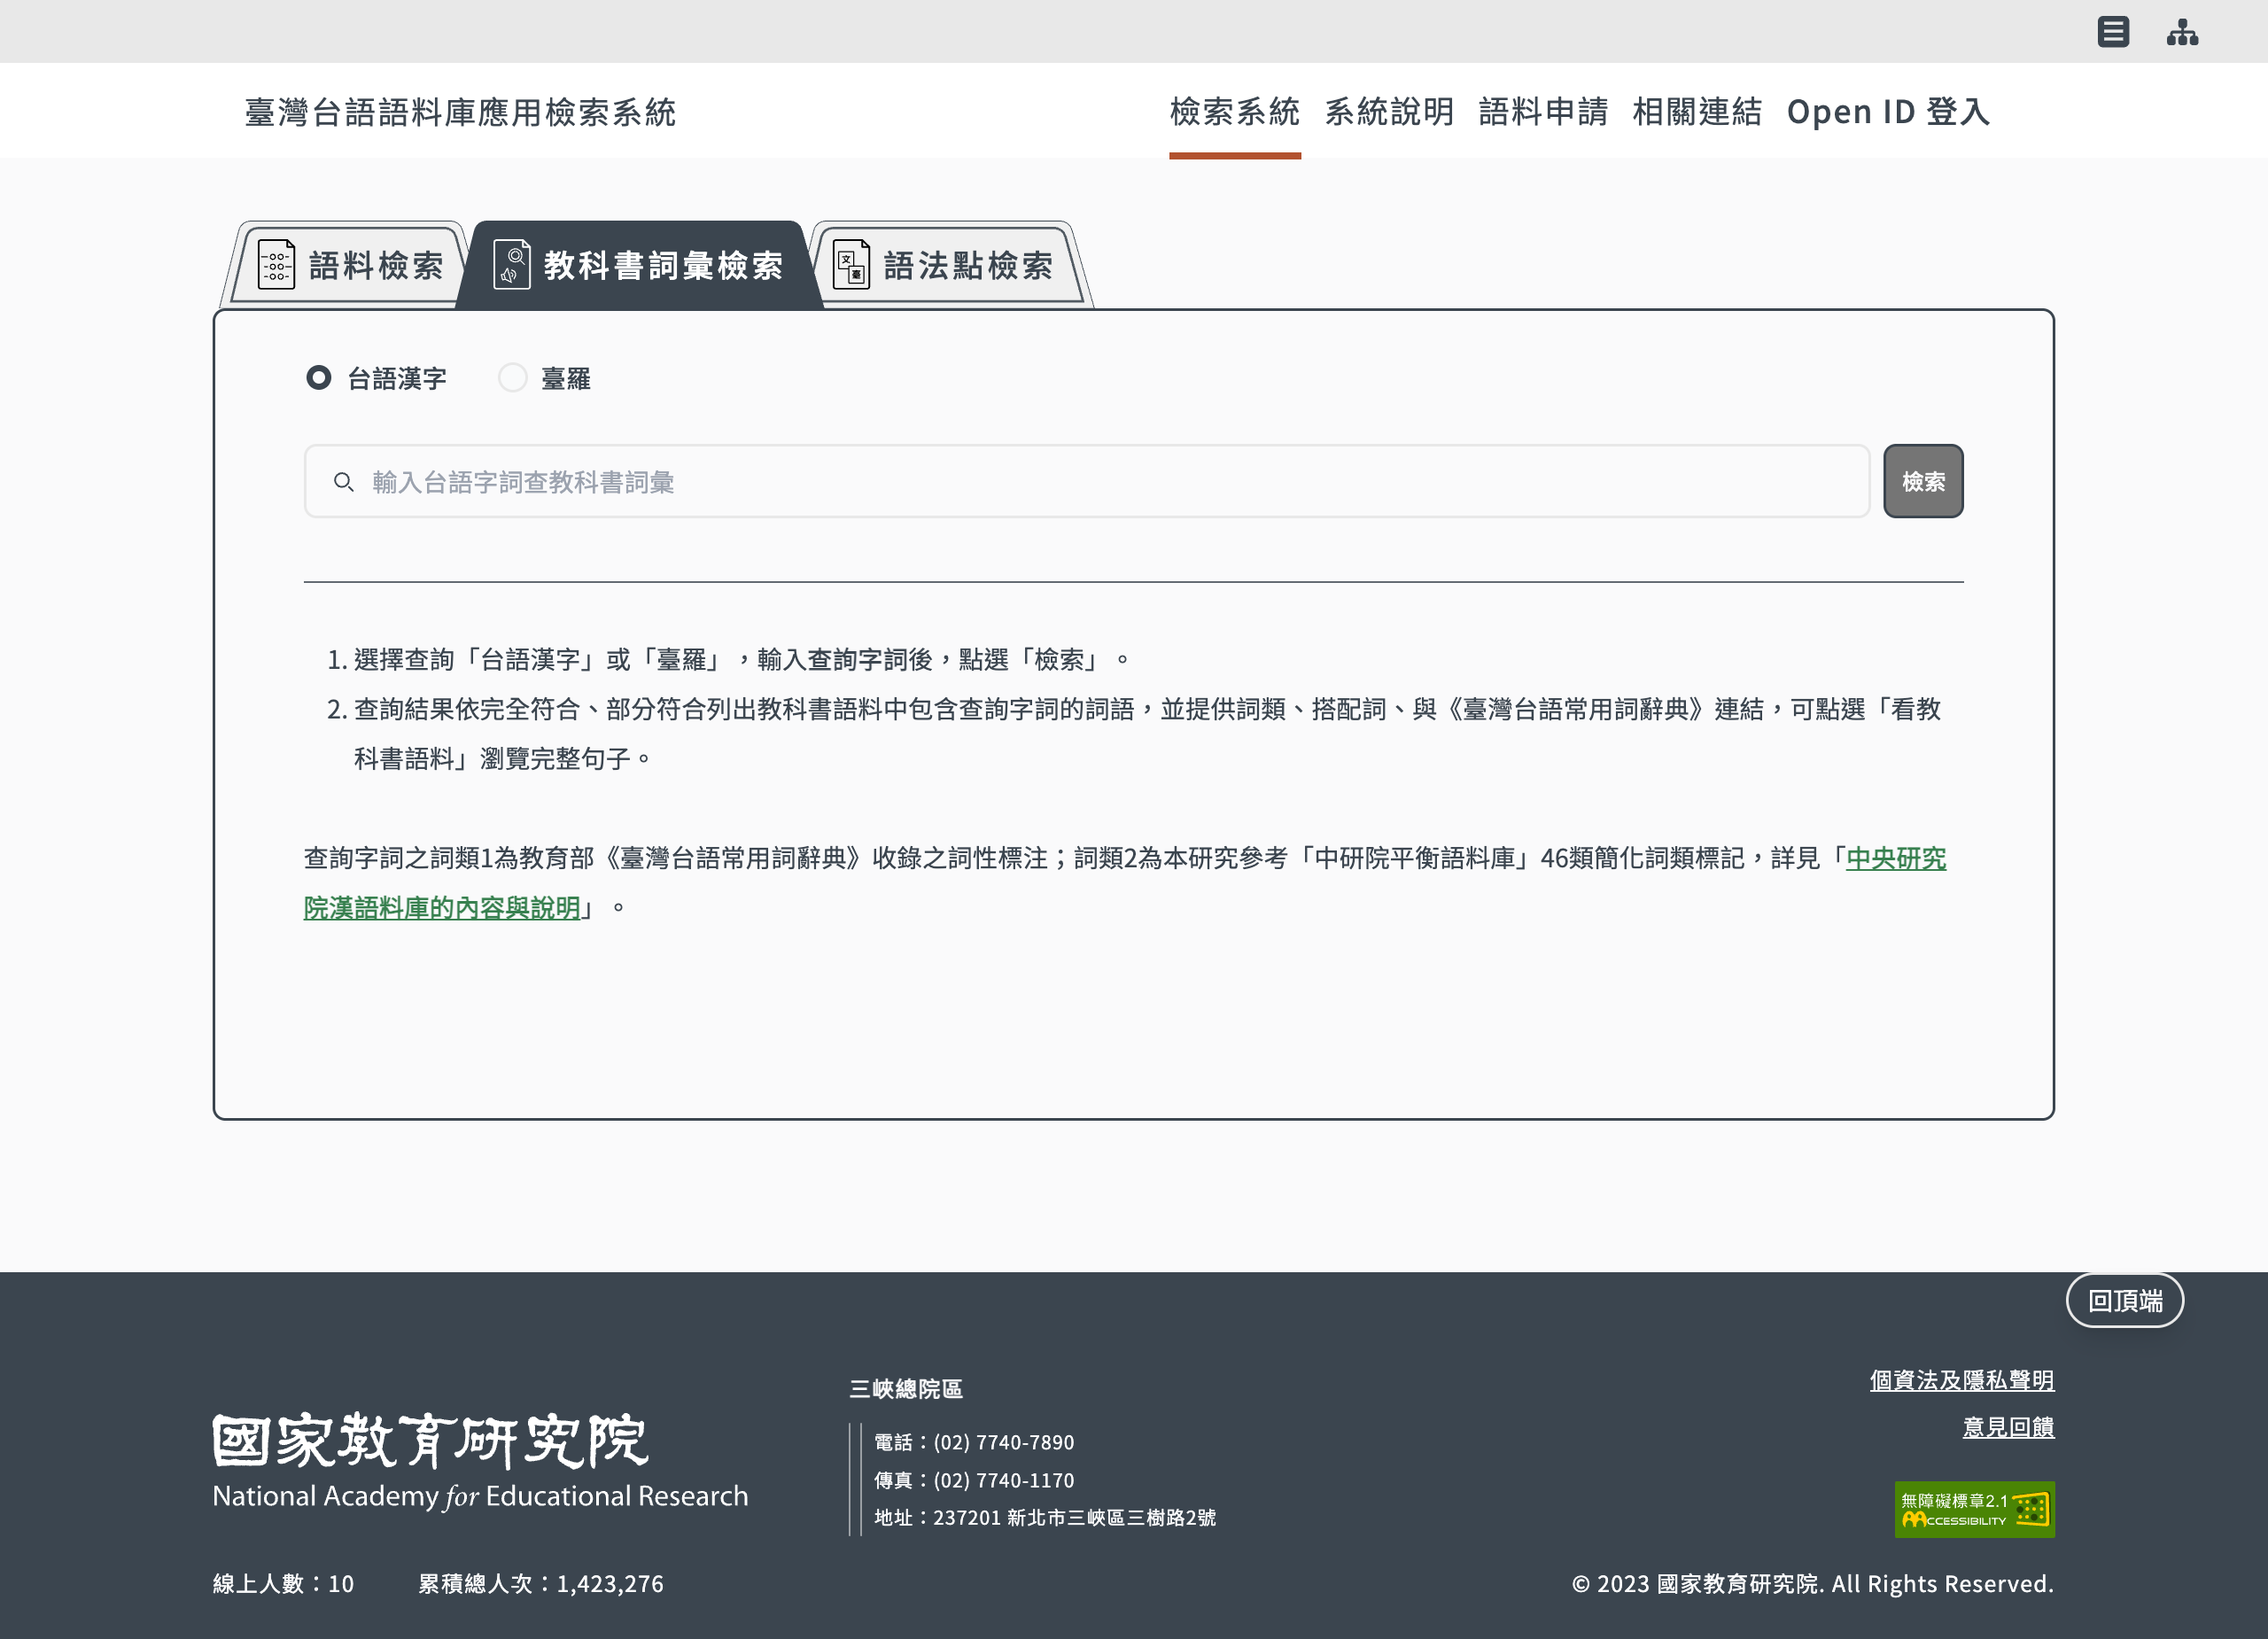 臺灣台語語料庫應用檢索系統
檢索系統 系統說明 語料申請 相關連結 Open ID 登入
語料檢索 教科書詞彙檢索 語法點檢索
台語漢字 臺羅
輸入台語字詞查教科書詞彙
檢索
1. 選擇查詢「台語漢字」或「臺羅」，輸入查詢字詞後，點選「檢索」。
2. 查詢結果依完全符合、部分符合列出教科書語料中包含查詢字詞的詞語，並提供詞類、搭配詞、與《臺灣台語常用詞辭典》連結，可點選「看教
科書語料」瀏覽完整句子。
查詢字詞之詞類1為教育部《臺灣台語常用詞辭典》收錄之詞性標注；詞類2為本研究參考「中研院平衡語料庫」46類簡化詞類標記，詳見「中央研究
院漢語料庫的內容與說明」。
回頂端
國家教育研究院
National Academy for Educational Research
線上人數：10 累積總人次：1,423,276
三峽總院區
電話：(02) 7740-7890
傳真：(02) 7740-1170
地址：237201 新北市三峽區三樹路2號
個資法及隱私聲明
意見回饋
無障礙標章2.1
ACCESSIBILITY
© 2023 國家教育研究院. All Rights Reserved.